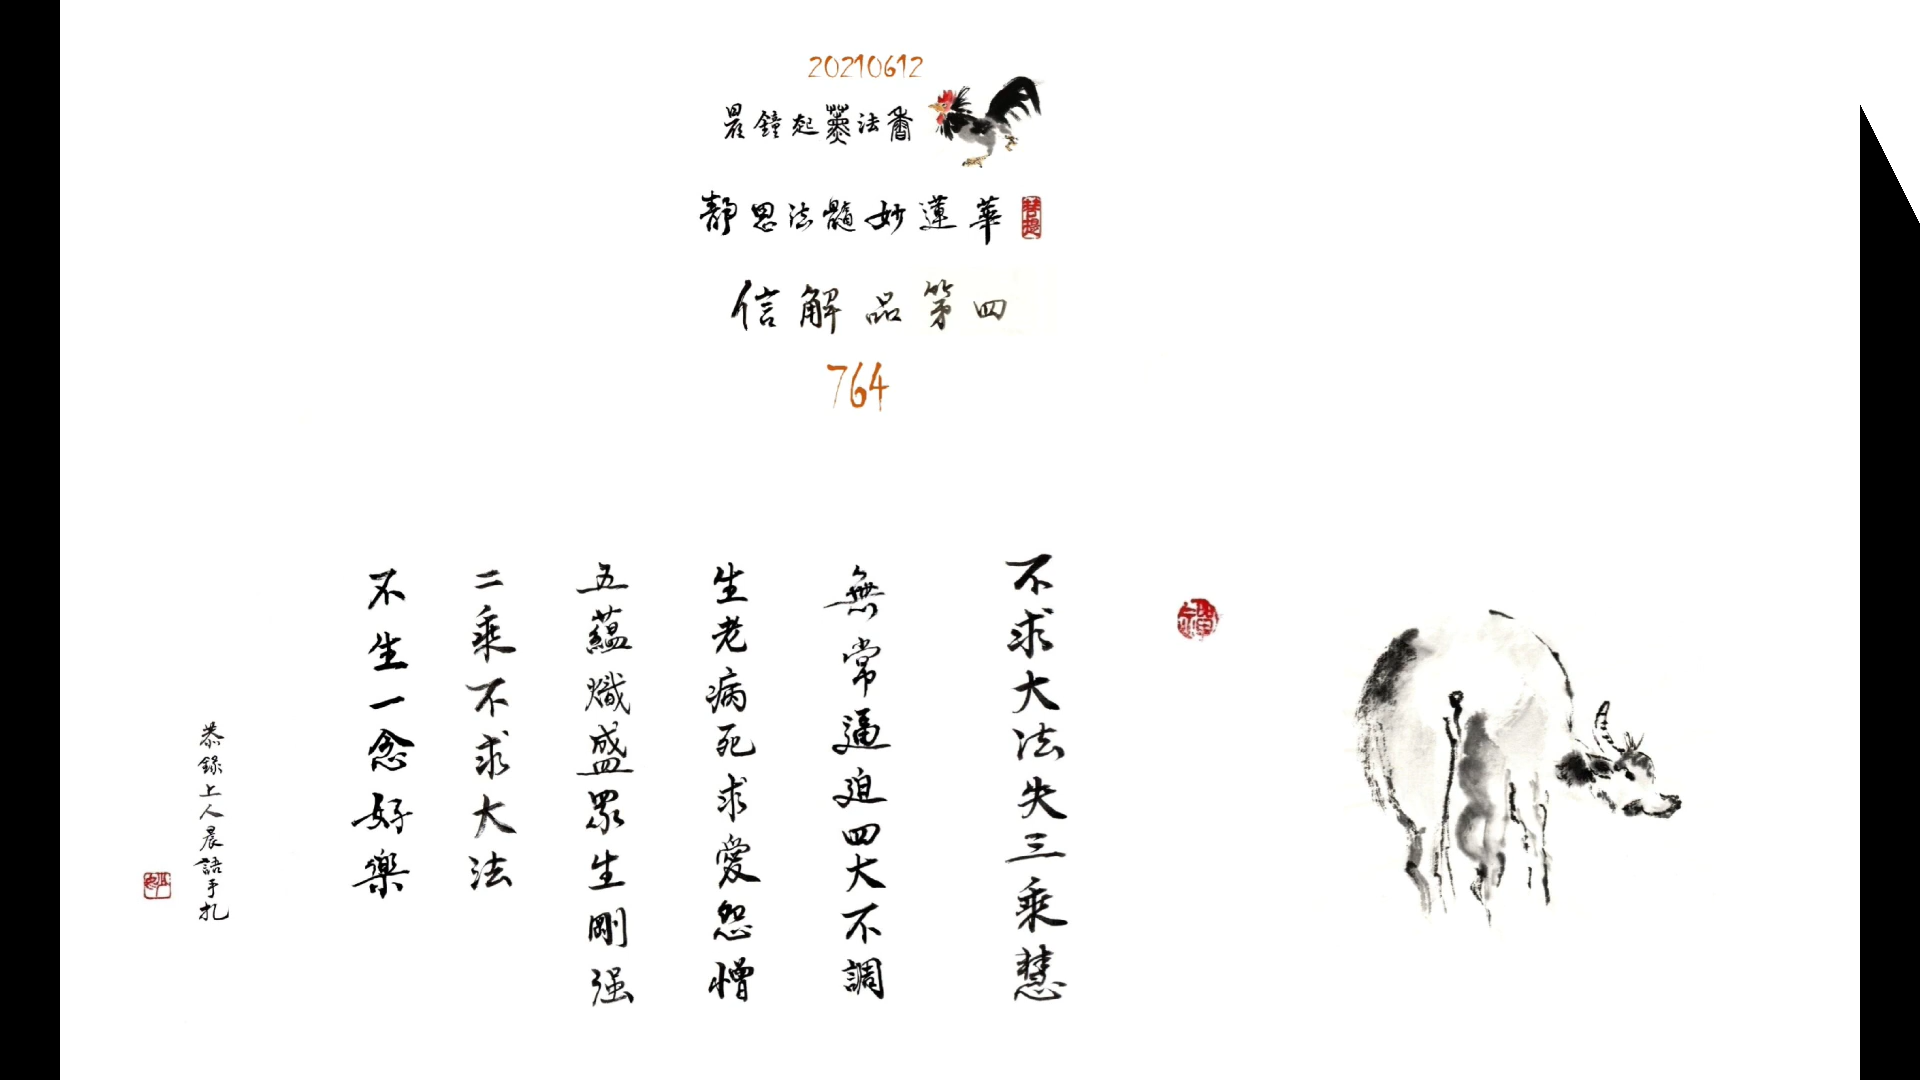 20210612
晨鐘起薰法香
靜思法髓妙蓮華
菩提
信解品第四
764
不求大法失三乘慧
無常逼迫四大不調
生老病死求愛怨憎
五蘊熾盛眾生剛强
二乘不求大法
不生一念好樂
恭錄上人晨語手札